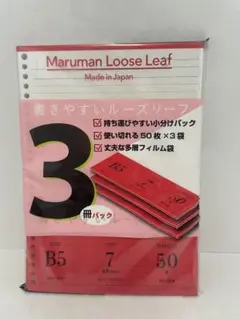 Maruman Loose Leaf
Made in Japan
書きやすいルーズリーフ
3
冊パック
持ち運びやすい小分けパック
使い切れる50枚×3袋
丈夫な多層フィルム袋
B5
7
50
B5
7
50